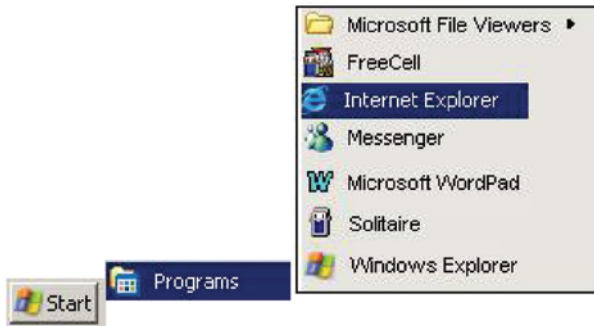 Microsoft File Viewers
FreeCell
Internet Explorer
Messenger
Microsoft WordPad
Solitaire
Windows Explorer
Programs
Start